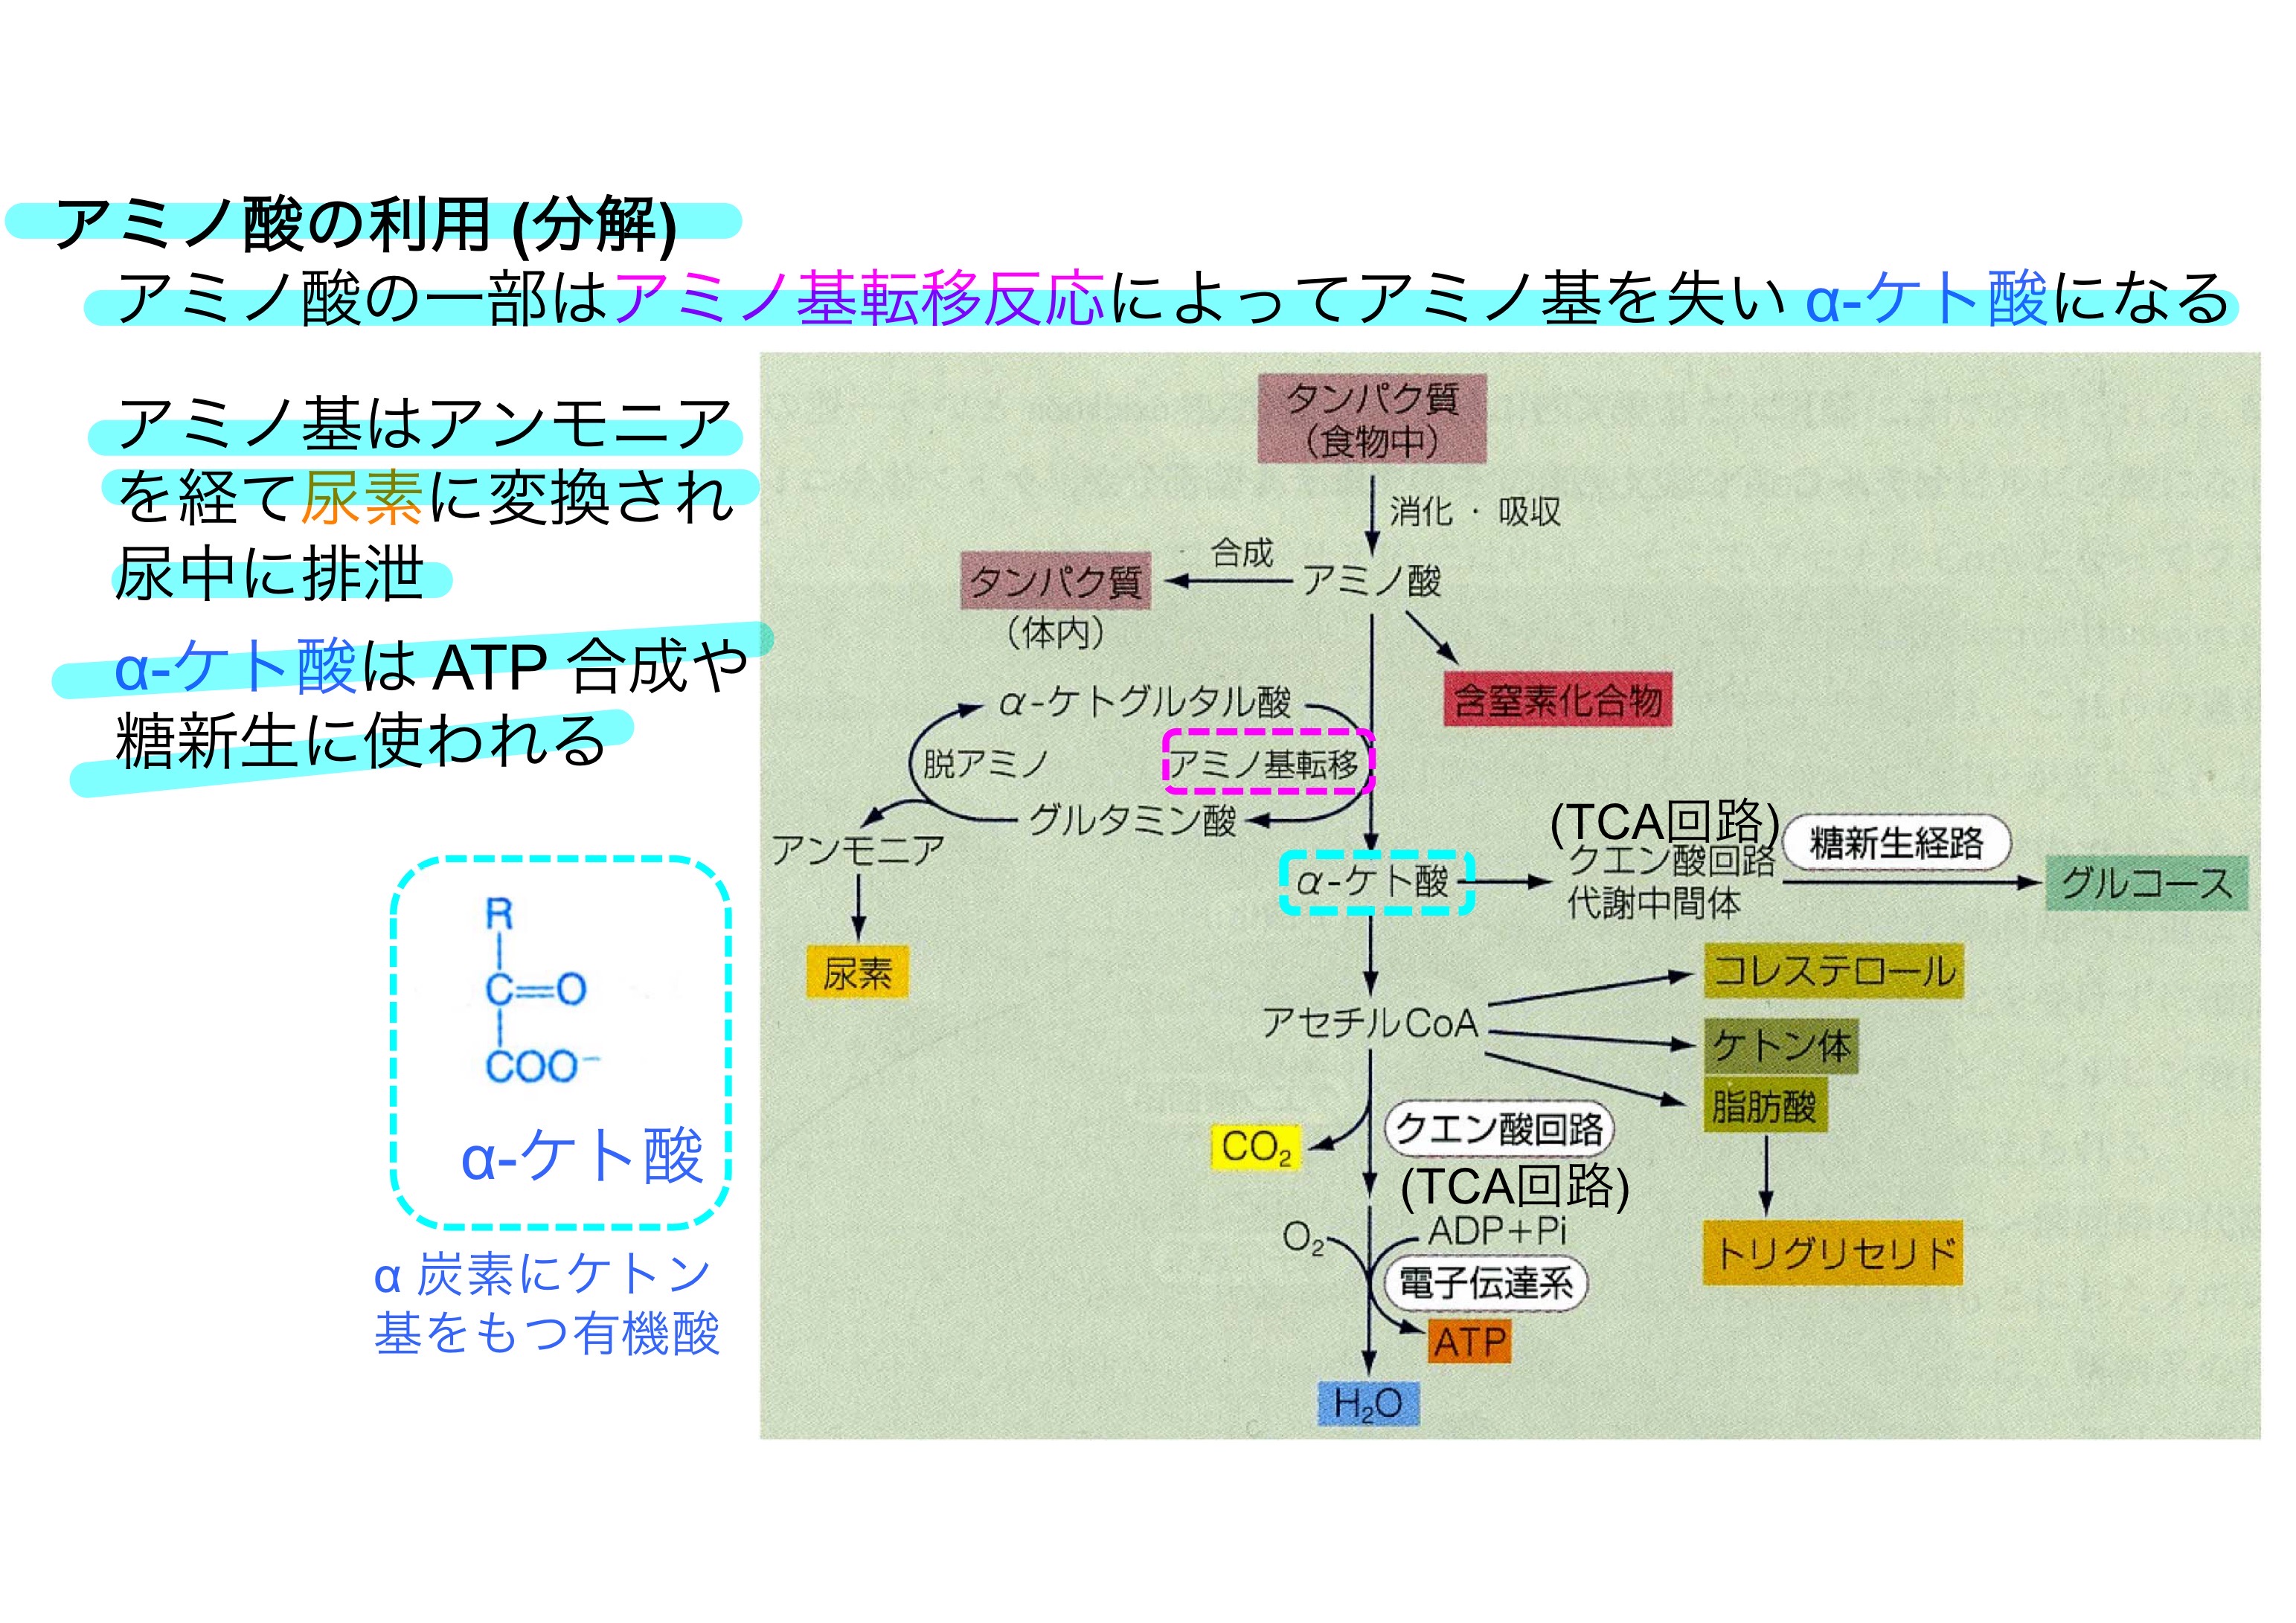 アミノ酸の利用 (分解)
アミノ酸の一部はアミノ基転移反応によってアミノ基を失い α-ケト酸になる
アミノ基はアンモニア
を経て尿素に変換され
尿中に排泄
α-ケト酸は ATP 合成や
糖新生に使われる
R
C=O
COO⁻
α-ケト酸
α 炭素にケトン
基をもつ有機酸
タンパク質
(食物中)
消化・吸収
合成
タンパク質
アミノ酸
(体内)
含窒素化合物
α-ケトグルタル酸
脱アミノ
アミノ基転移
グルタミン酸
アンモニア
尿素
(TCA回路)
糖新生経路
α-ケト酸
クエン酸回路
代謝中間体
グルコース
コレステロール
アセチルCoA
ケトン体
脂肪酸
クエン酸回路
CO₂
(TCA回路)
O₂
ADP+Pi
トリグリセリド
電子伝達系
ATP
H₂O